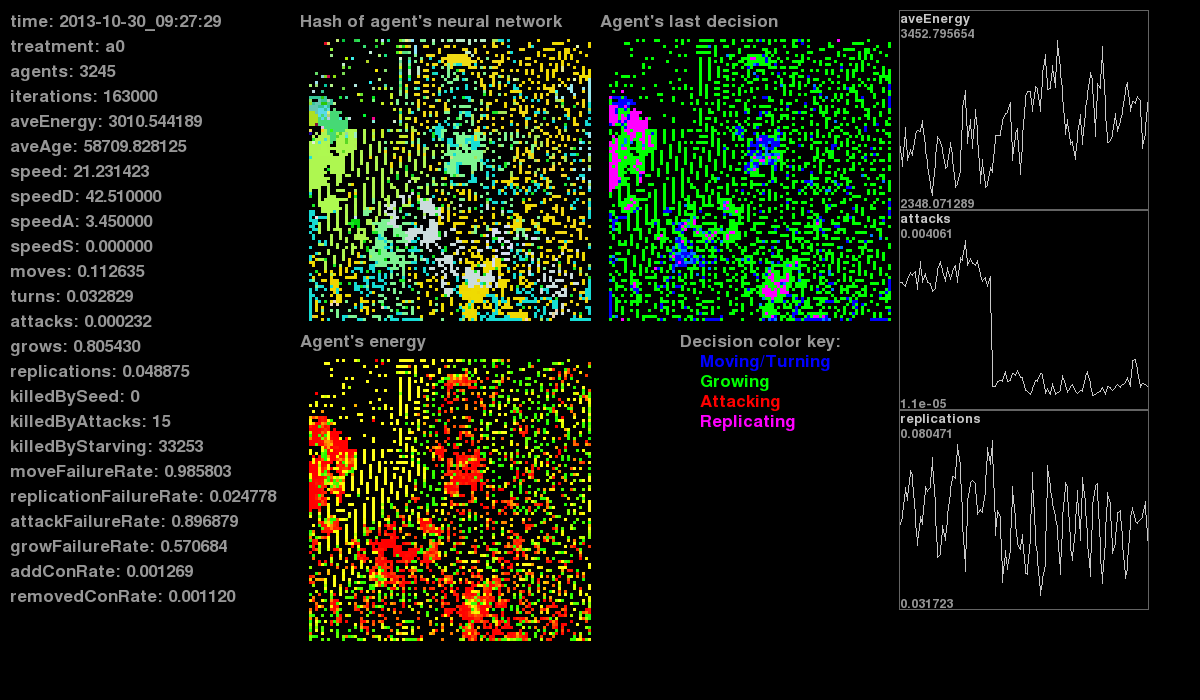 time: 2013-10-30_09:27:29
treatment: a0
agents: 3245
iterations: 163000
aveEnergy: 3010.544189
aveAge: 58709.828125
speed: 21.231423
speedD: 42.510000
speedA: 3.450000
speedS: 0.000000
moves: 0.112635
turns: 0.032829
attacks: 0.000232
grows: 0.805430
replications: 0.048875
killedBySeed: 0
killedByAttacks: 15
killedByStarving: 33253
moveFailureRate: 0.985803
replicationFailureRate: 0.024778
attackFailureRate: 0.896879
growFailureRate: 0.570684
addConRate: 0.001269
removedConRate: 0.001120
Hash of agent's neural network
Agent's last decision
Agent's energy
Decision color key:
Moving/Turning
Growing
Attacking
Replicating
aveEnergy
3452.795654
2348.071289
attacks
0.004061
1.1e-05
replications
0.080471
0.031723